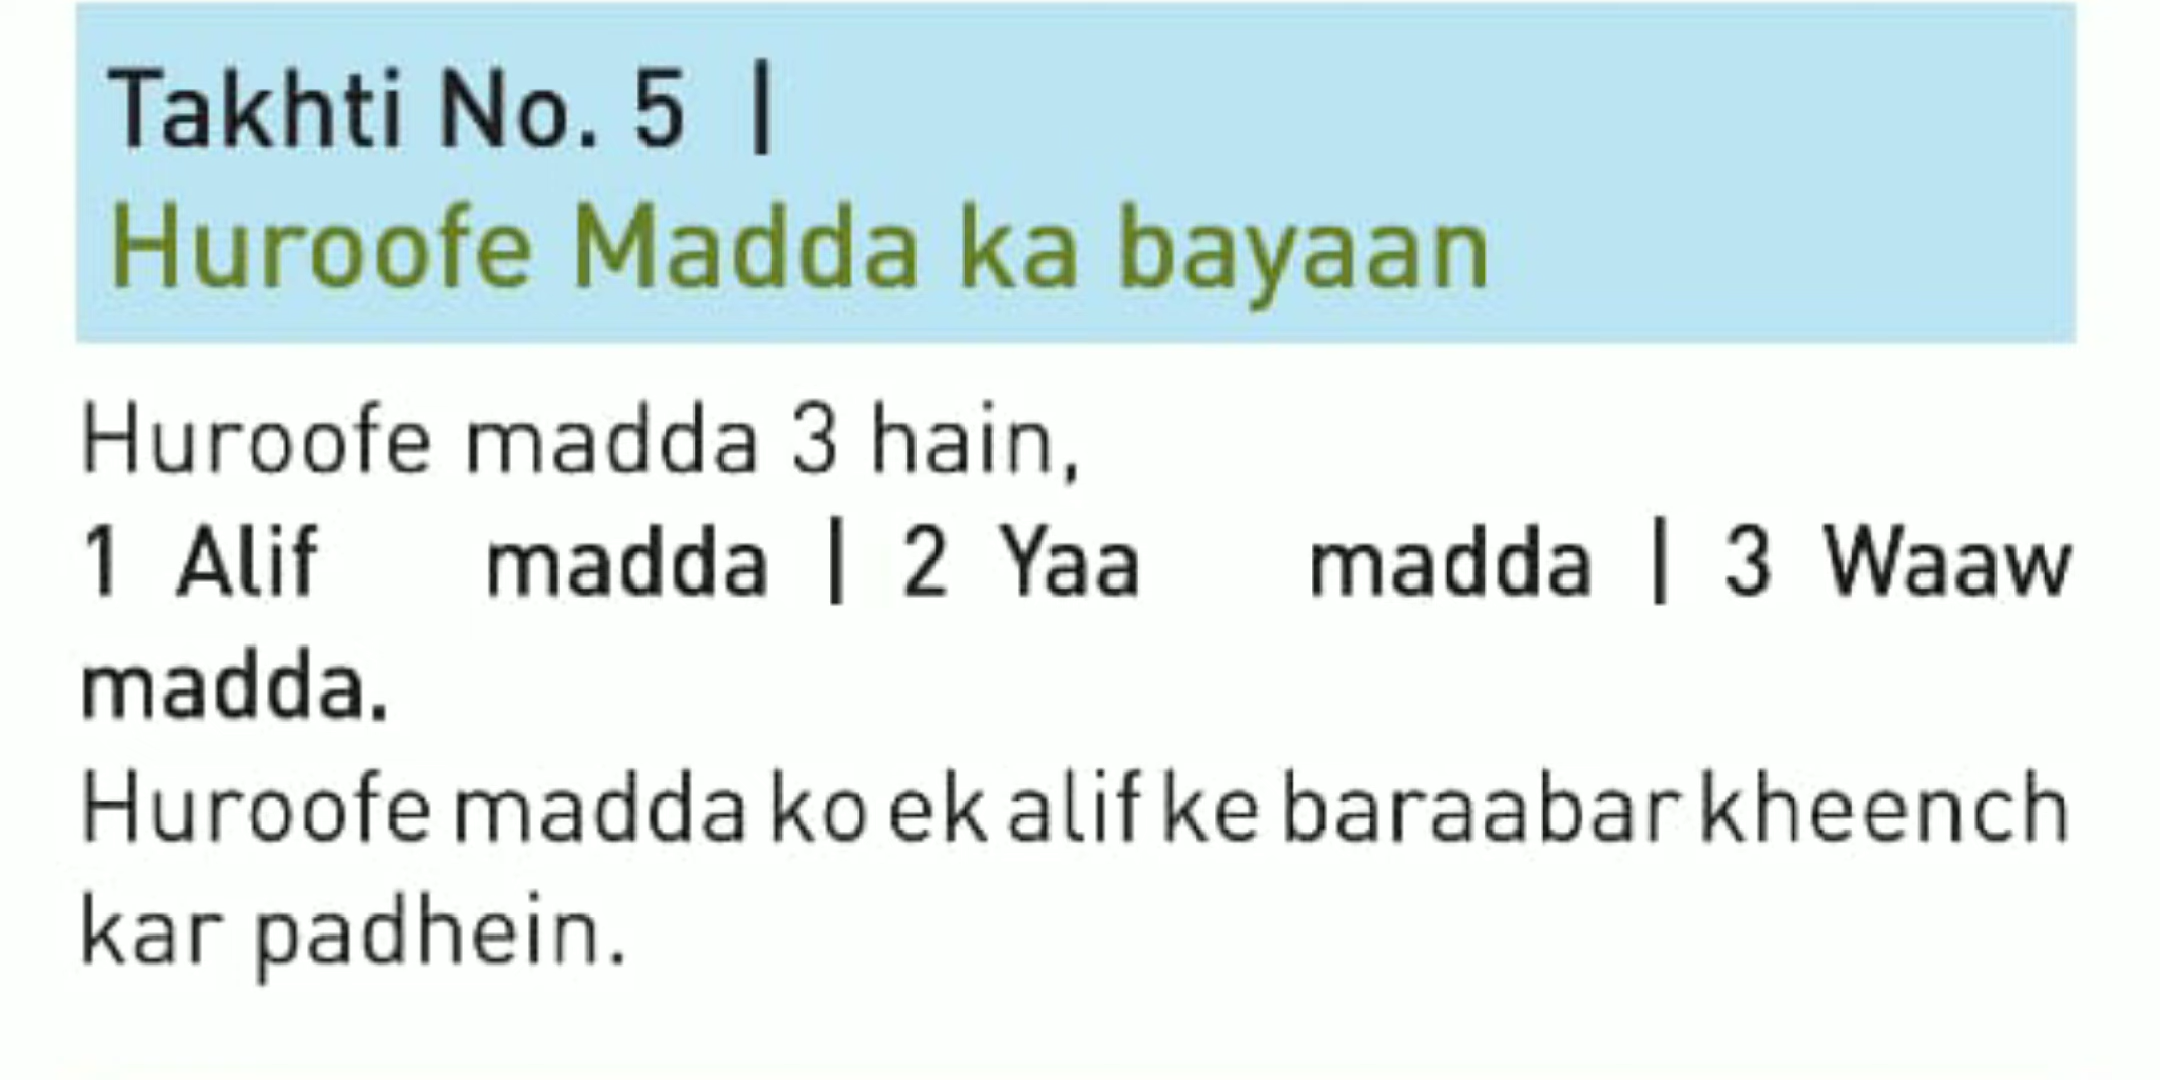 Takhti No. 5 |
Huroofe Madda ka bayaan
Huroofe madda 3 hain,
1 Alif madda | 2 Yaa madda | 3 Waaw
madda.
Huroofe madda ko ek alif ke baraabar kheench
kar padhein.